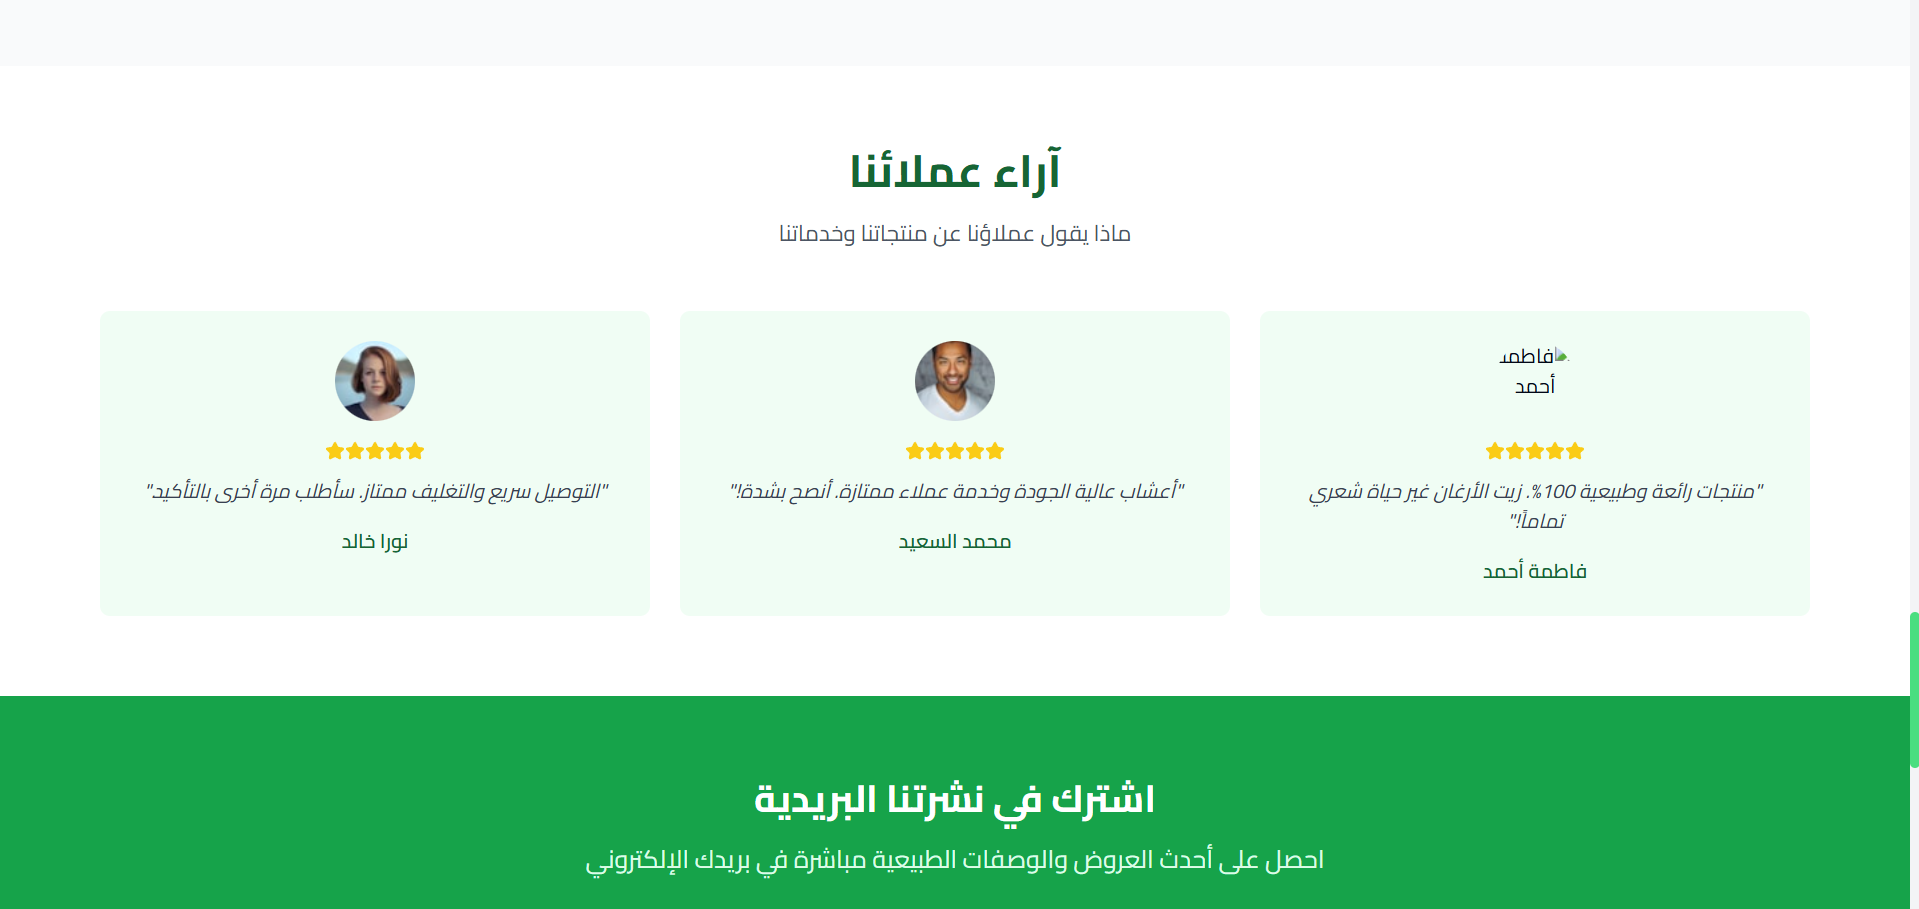 آراء عملائنا
ماذا يقول عملاؤنا عن منتجاتنا وخدماتنا
فاطمة
أحمد
"منتجات رائعة وطبيعية 100%. زيت الأرغان غير حياة شعري
تماماً!"
فاطمة أحمد
"أعشاب عالية الجودة وخدمة عملاء ممتازة. أنصح بشدة!"
محمد السعيد
"التوصيل سريع والتغليف ممتاز. سأطلب مرة أخرى بالتأكيد."
نورا خالد
اشترك في نشرتنا البريدية
احصل على أحدث العروض والوصفات الطبيعية مباشرة في بريدك الإلكتروني